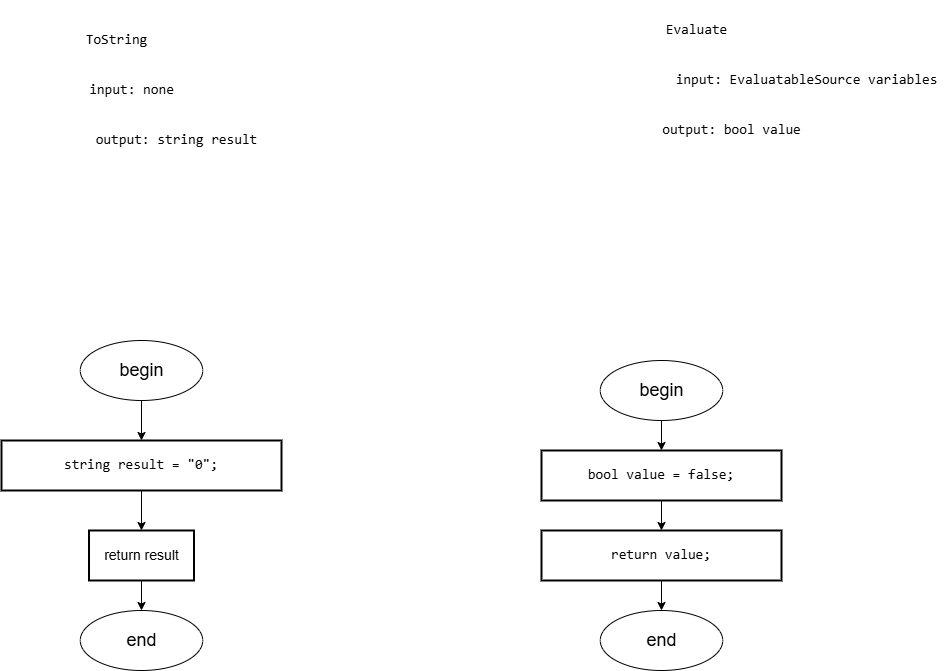 ToString
input: none
output: string result
begin
string result = "0";
return result
end
Evaluate
input: EvaluatableSource variables
output: bool value
begin
bool value = false;
return value;
end